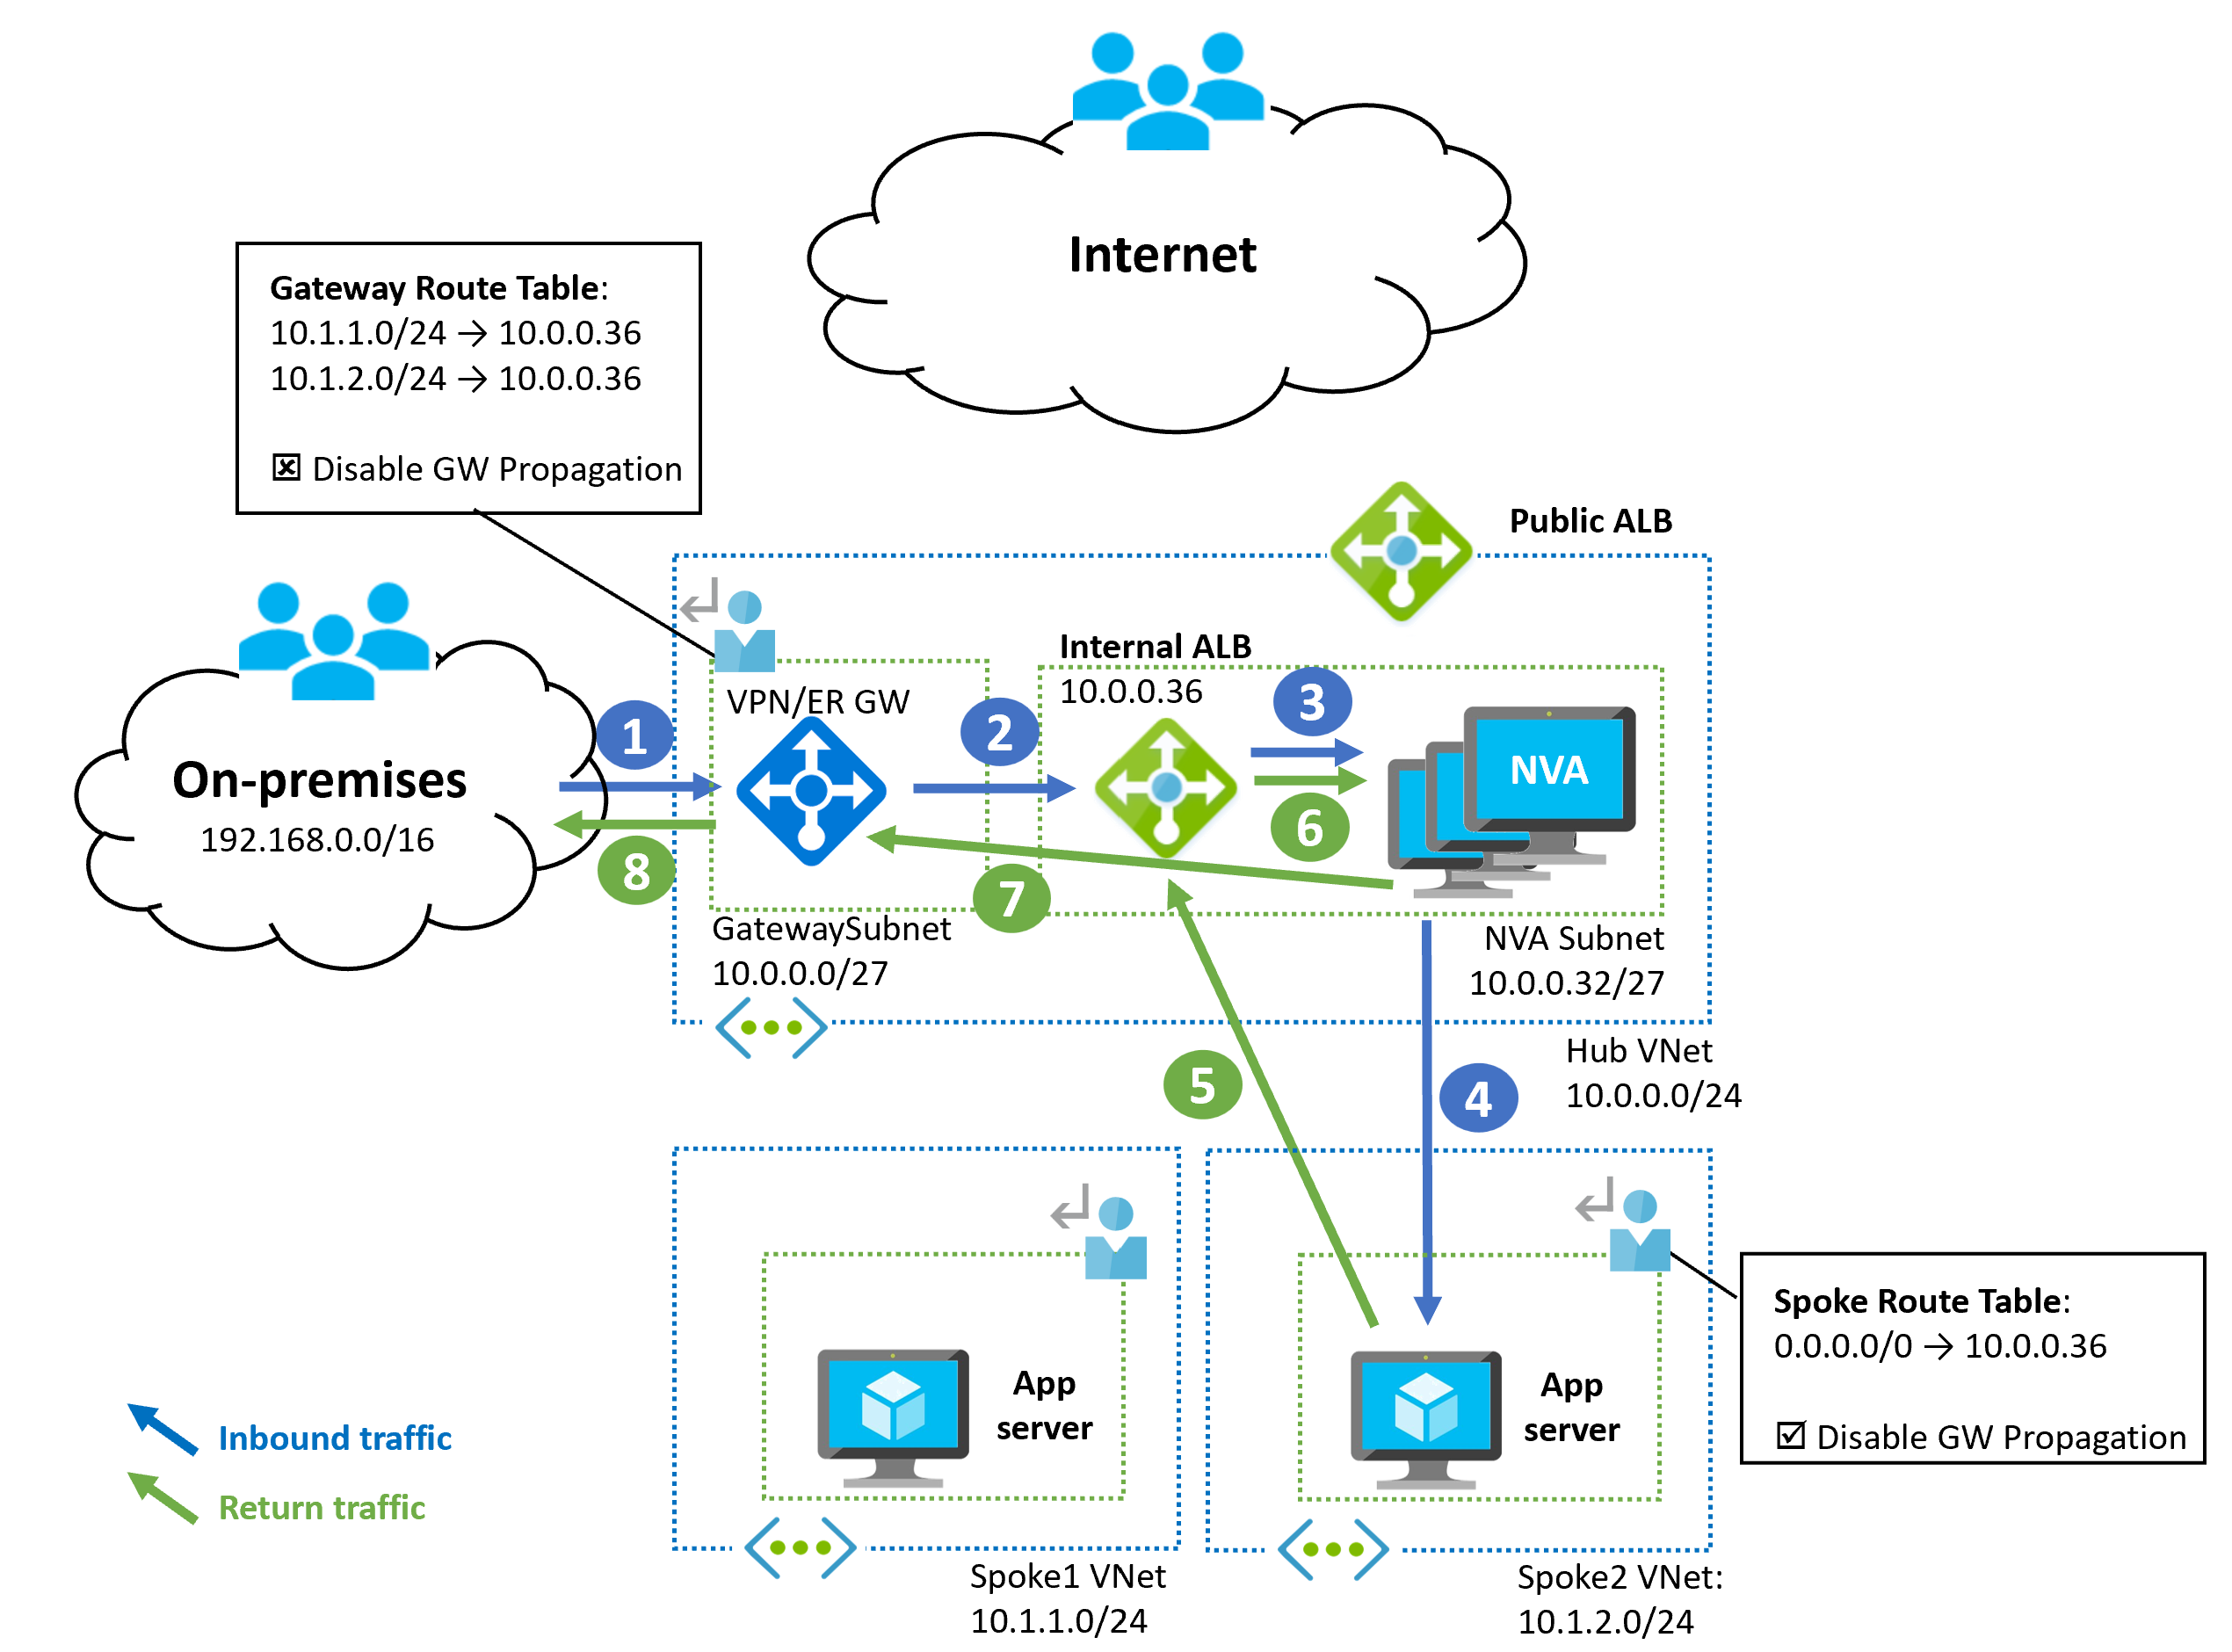 Internet
Gateway Route Table:
10.1.1.0/24 → 10.0.0.36
10.1.2.0/24 → 10.0.0.36
Disable GW Propagation
Public ALB
Internal ALB
10.0.0.36
VPN/ER GW
On-premises
192.168.0.0/16
1
2
3
NVA
6
8
7
GatewaySubnet
10.0.0.0/27
NVA Subnet
10.0.0.32/27
Hub VNet
10.0.0.0/24
5
4
Spoke Route Table:
0.0.0.0/0 → 10.0.0.36
Disable GW Propagation
App
server
App
server
Inbound traffic
Return traffic
Spoke1 VNet
10.1.1.0/24
Spoke2 VNet:
10.1.2.0/24